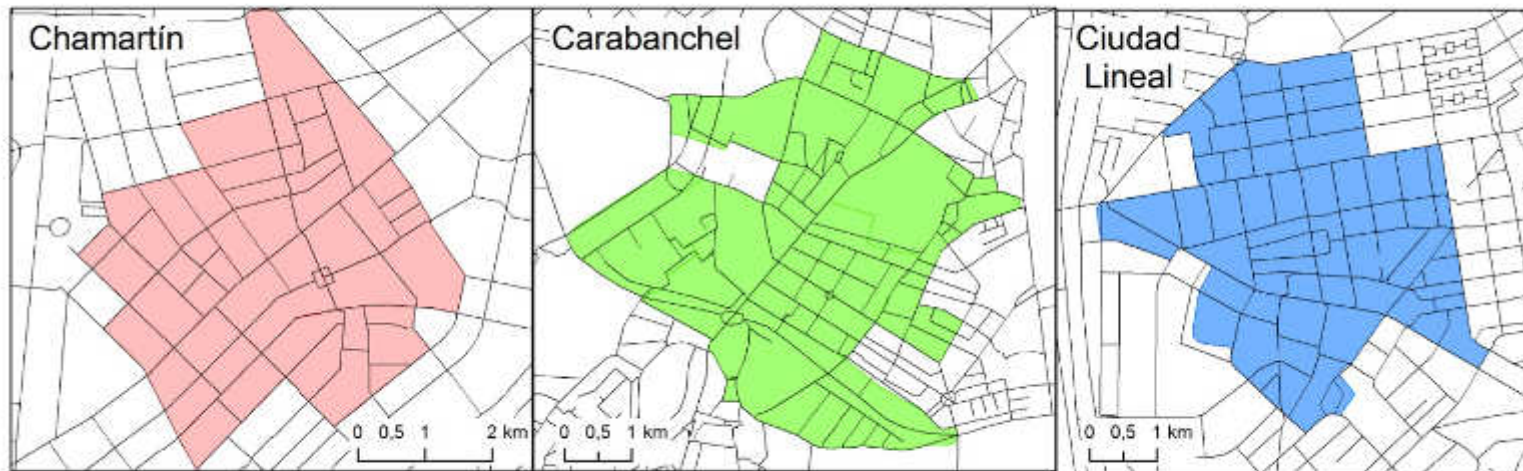 Chamartín
0 0,5 1 2 km
Carabanchel
0 0,5 1 km
Ciudad
Lineal
0 0,5 1 km